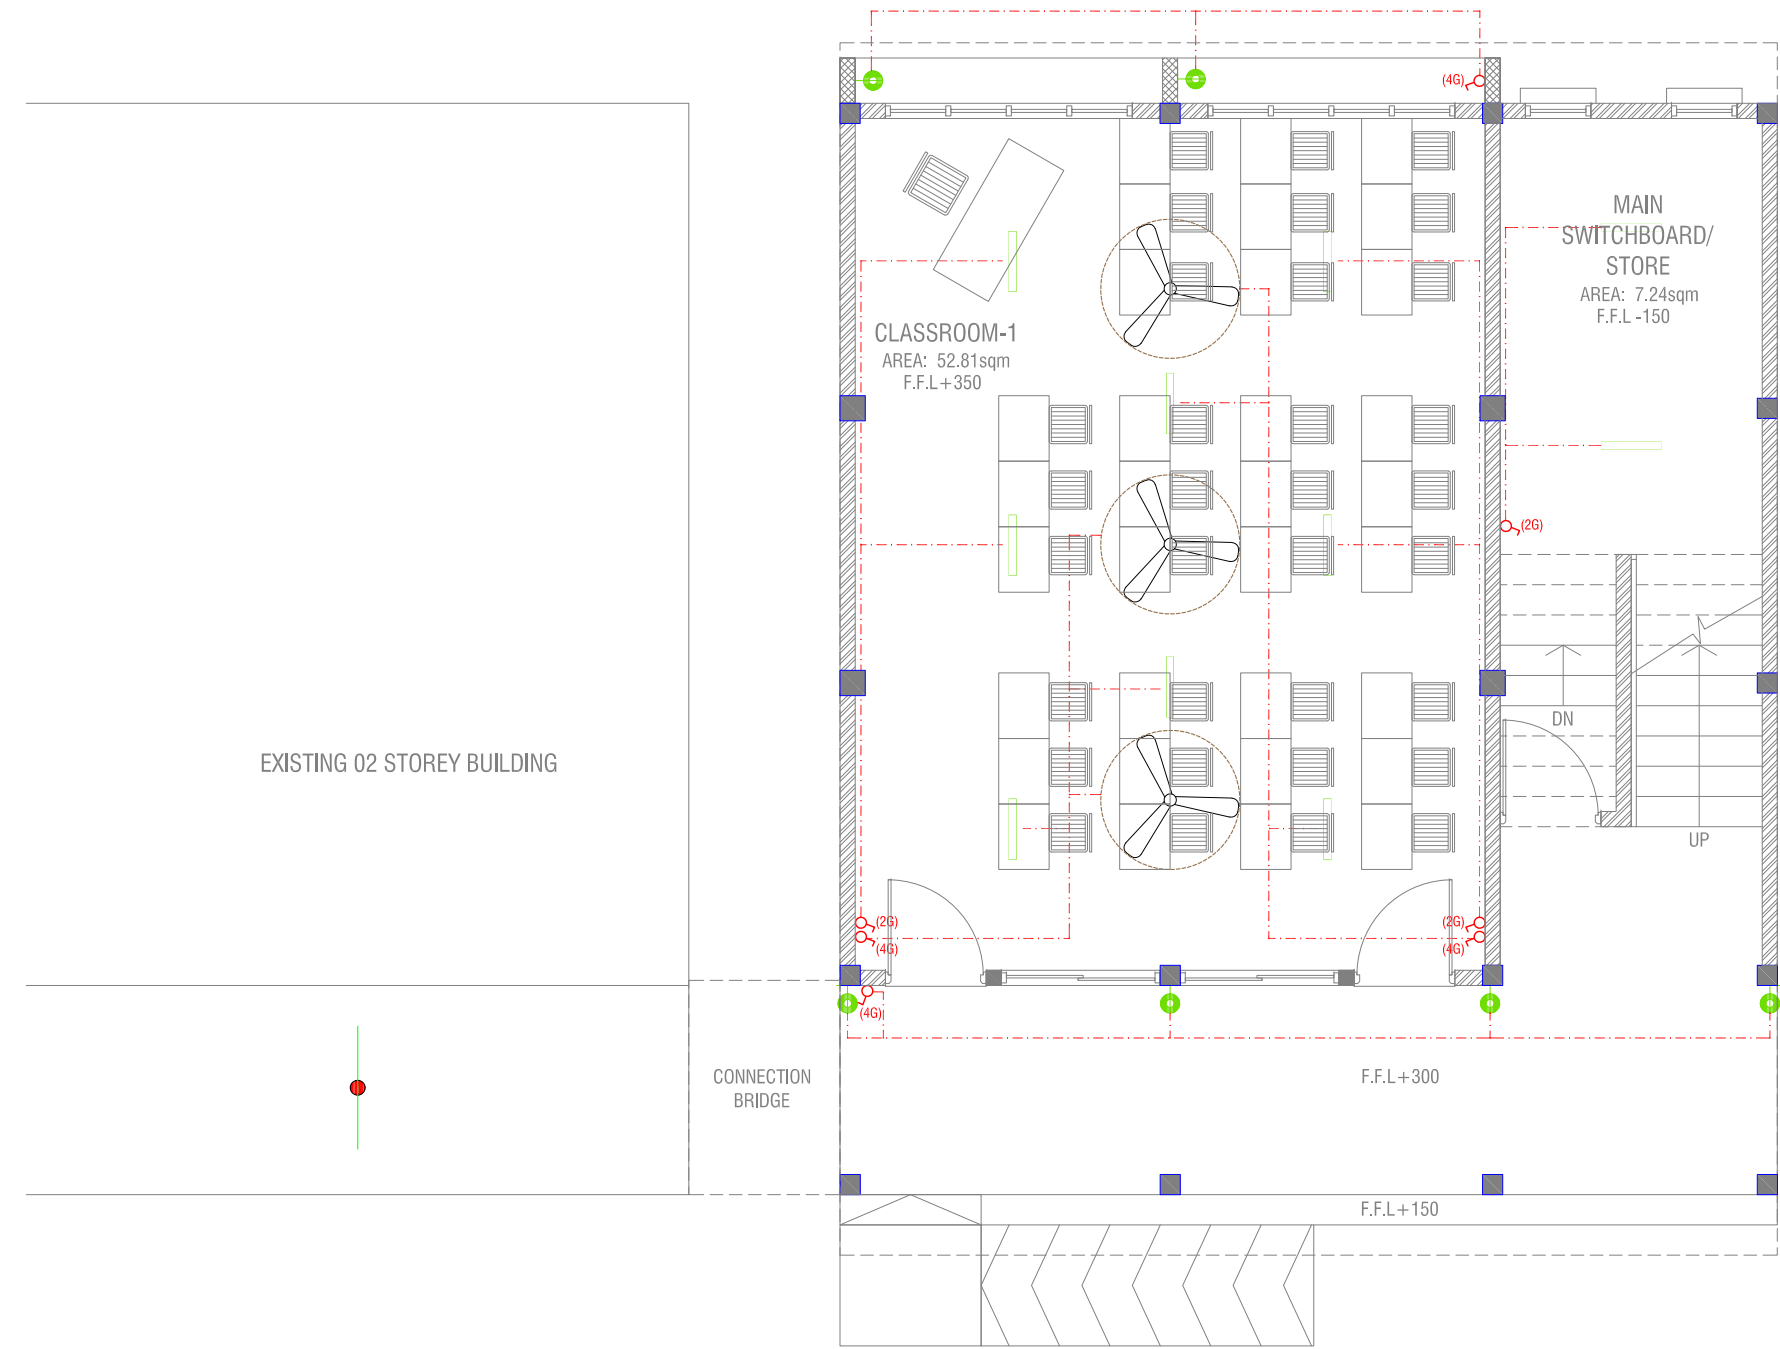 (4G)
MAIN
SWITCHBOARD/
STORE
AREA: 7.24sqm
F.F.L -150
CLASSROOM-1
AREA: 52.81sqm
F.F.L+350
(2G)
DN
EXISTING 02 STOREY BUILDING
UP
(2G)
(4G)
(2G)
(4G)
(4G)
CONNECTION
BRIDGE
F.F.L+300
F.F.L+150